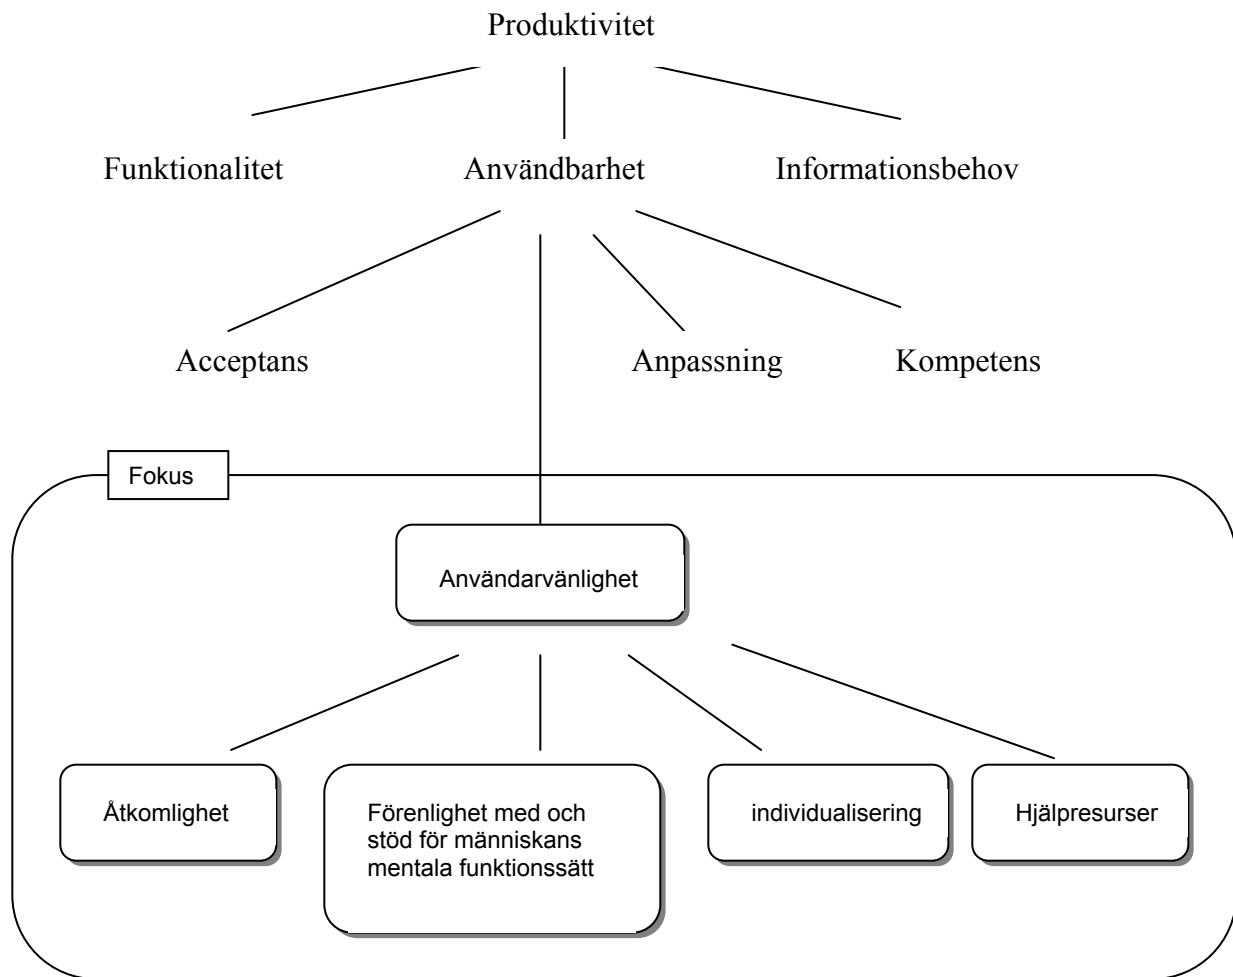 Produktivitet
Funktionalitet
Användbarhet
Informationsbehov
Acceptans
Anpassning
Kompetens
Fokus
Användarvänlighet
Åtkomlighet
Förenlighet med och
stöd för människans
mentala funktionssätt
individualisering
Hjälpresurser